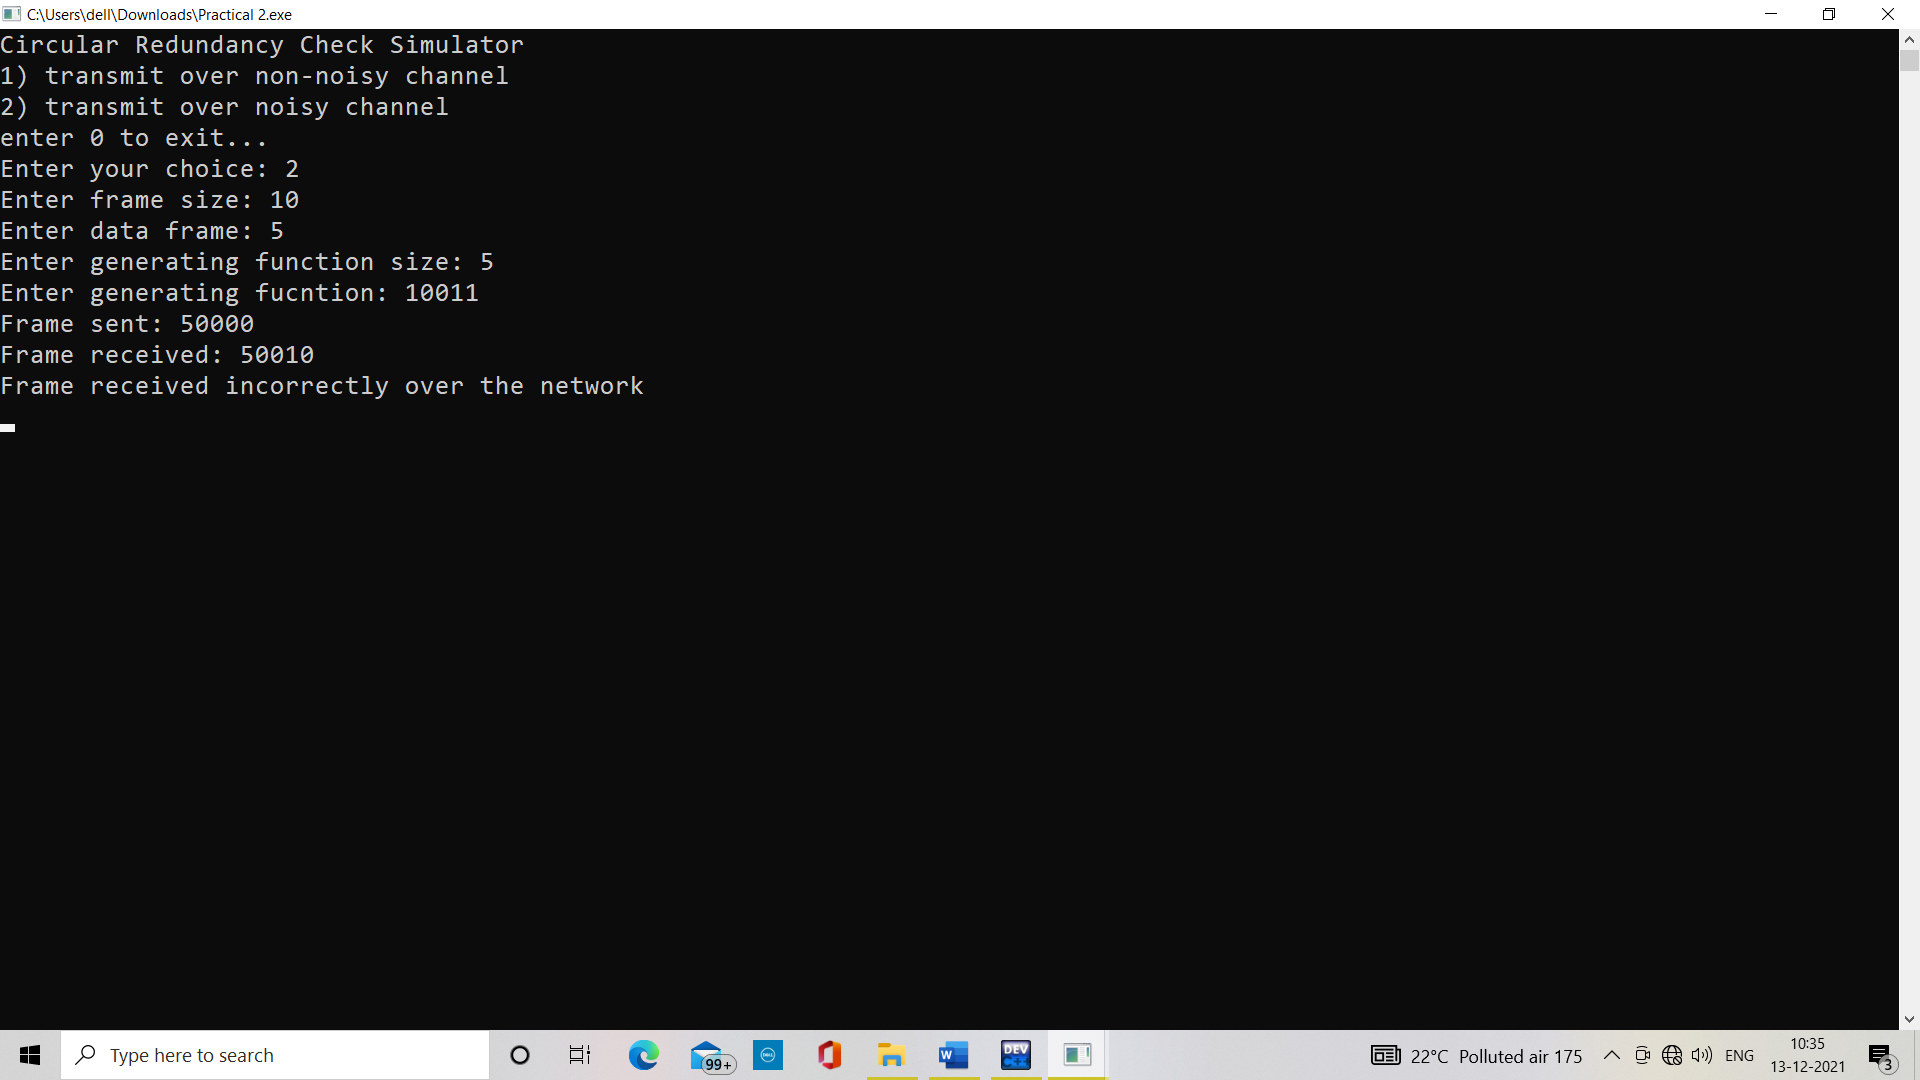 C:\Users\dell\Downloads\Practical 2.exe
Circular Redundancy Check Simulator
1) transmit over non-noisy channel
2) transmit over noisy channel
enter 0 to exit...
Enter your choice: 2
Enter frame size: 10
Enter data frame: 5
Enter generating function size: 5
Enter generating fucntion: 10011
Frame sent: 50000
Frame received: 50010
Frame received incorrectly over the network
Type here to search
99+
DELL
W
DEV
C++
22°C Polluted air 175
ENG
10:35
13-12-2021
3